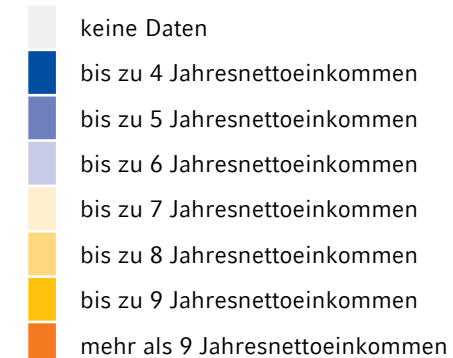 keine Daten
bis zu 4 Jahresnettoeinkommen
bis zu 5 Jahresnettoeinkommen
bis zu 6 Jahresnettoeinkommen
bis zu 7 Jahresnettoeinkommen
bis zu 8 Jahresnettoeinkommen
bis zu 9 Jahresnettoeinkommen
mehr als 9 Jahresnettoeinkommen